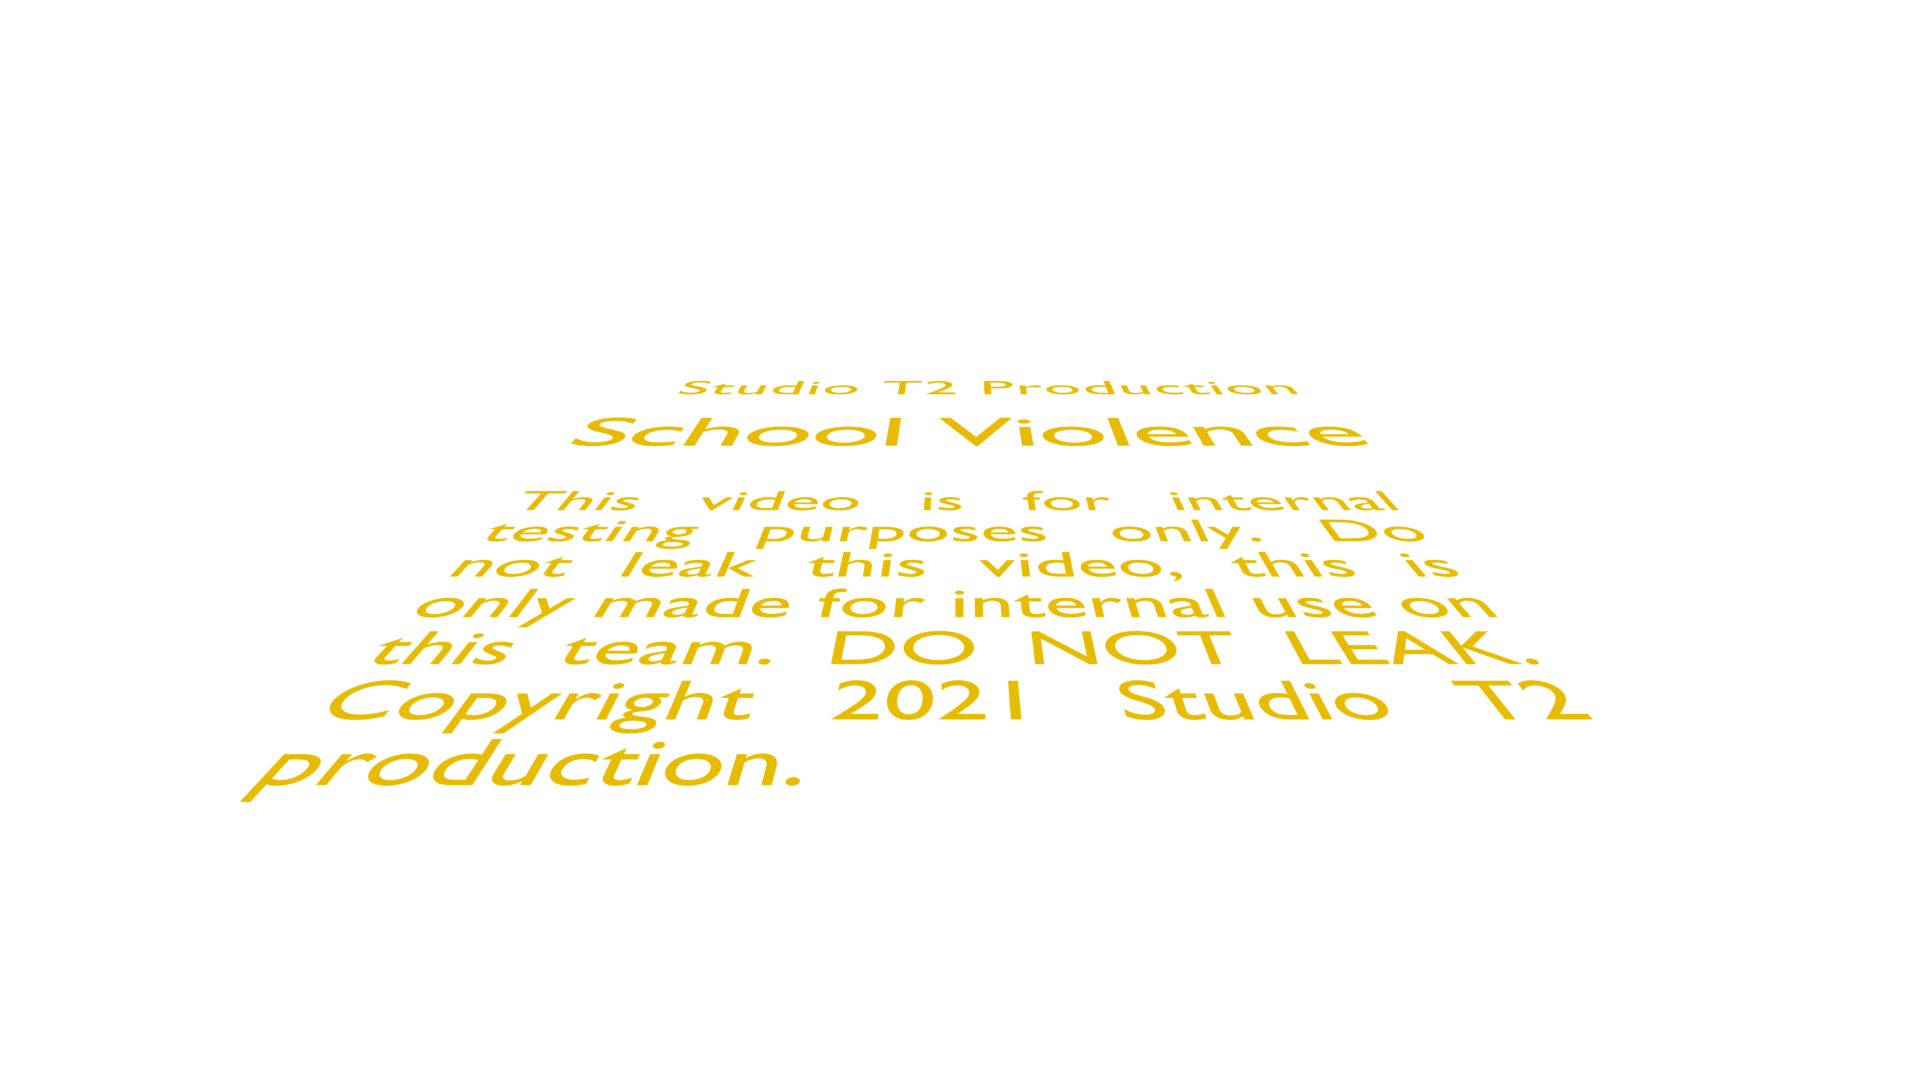 Studio T2 Production
School Violence
This video is for internal
testing purposes only. Do
not leak this video, this is
only made for internal use on
this team. DO NOT LEAK.
Copyright 2021 Studio T2
production.